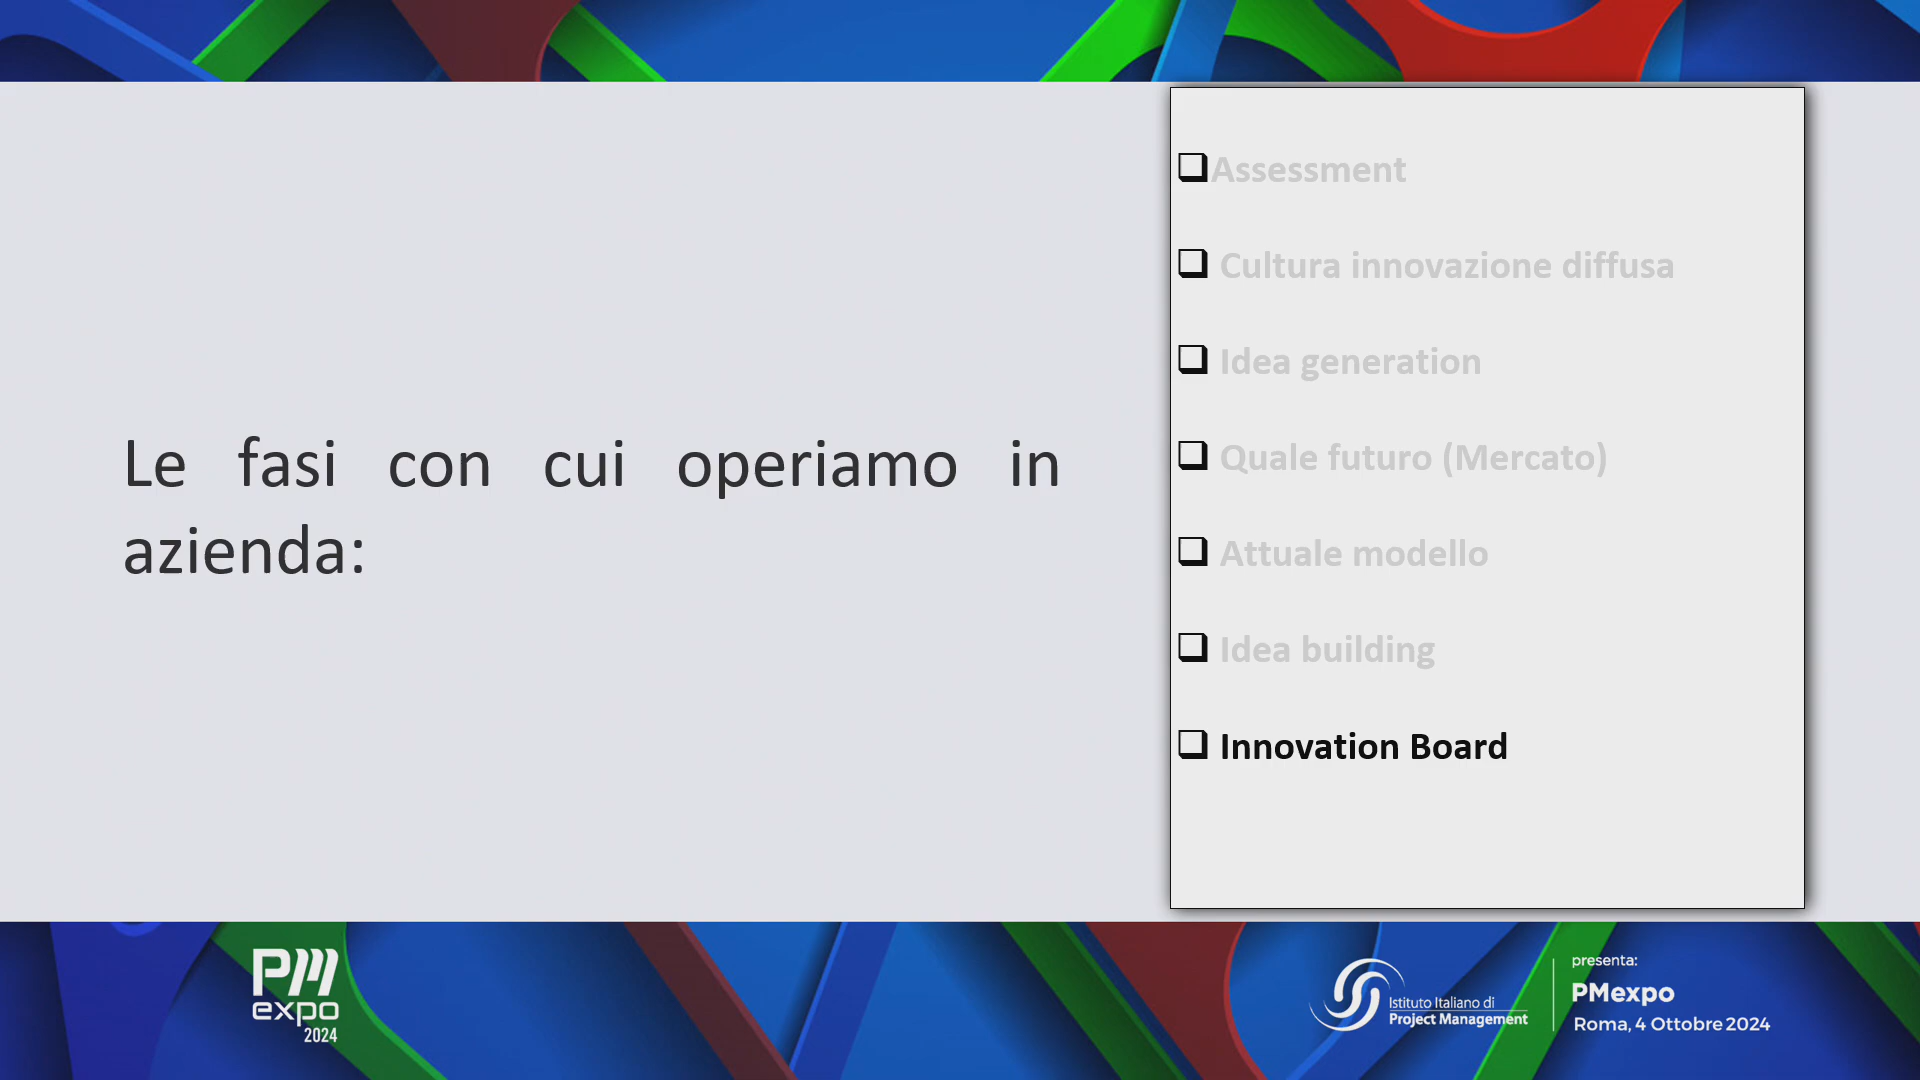 Le fasi con cui operiamo in
azienda:
Assessment
Cultura innovazione diffusa
Idea generation
Quale futuro (Mercato)
Attuale modello
Idea building
Innovation Board
PM
expo
2024
Istituto Italiano di
Project Management
presenta:
PMexpo
Roma, 4 Ottobre 2024